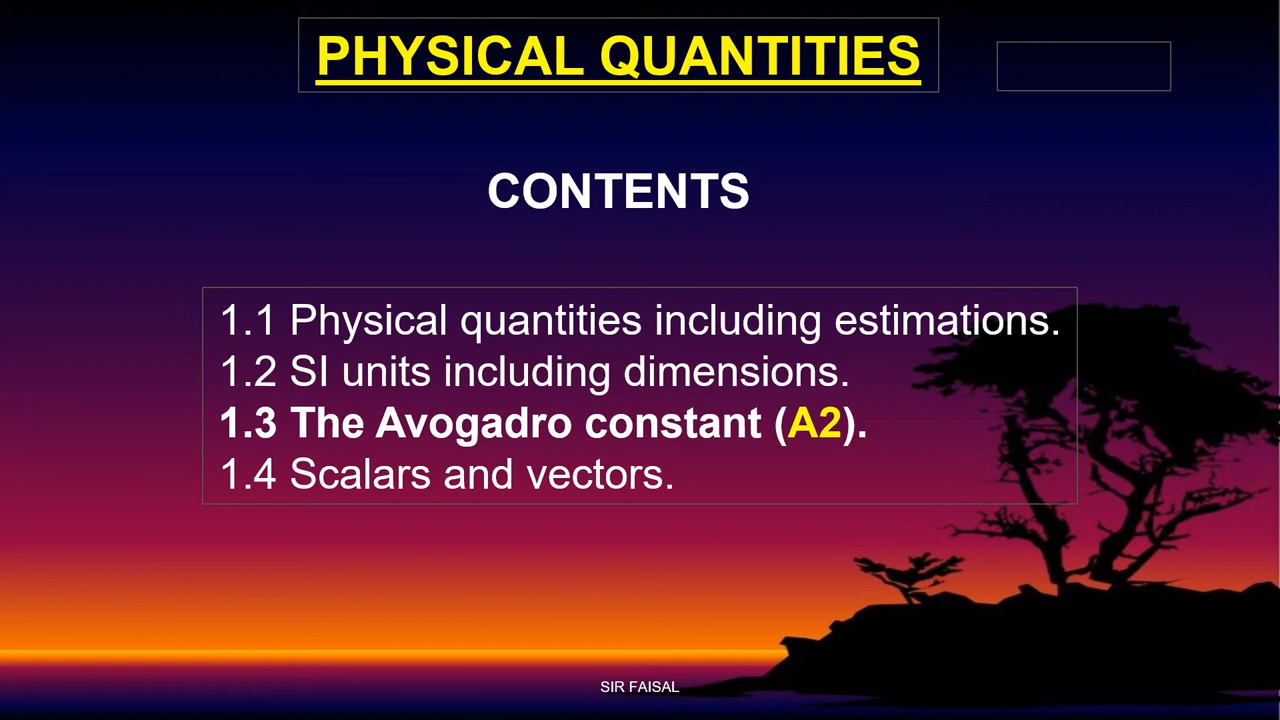 PHYSICAL QUANTITIES
CONTENTS
1.1 Physical quantities including estimations.
1.2 SI units including dimensions.
1.3 The Avogadro constant (A2).
1.4 Scalars and vectors.
SIR FAISAL